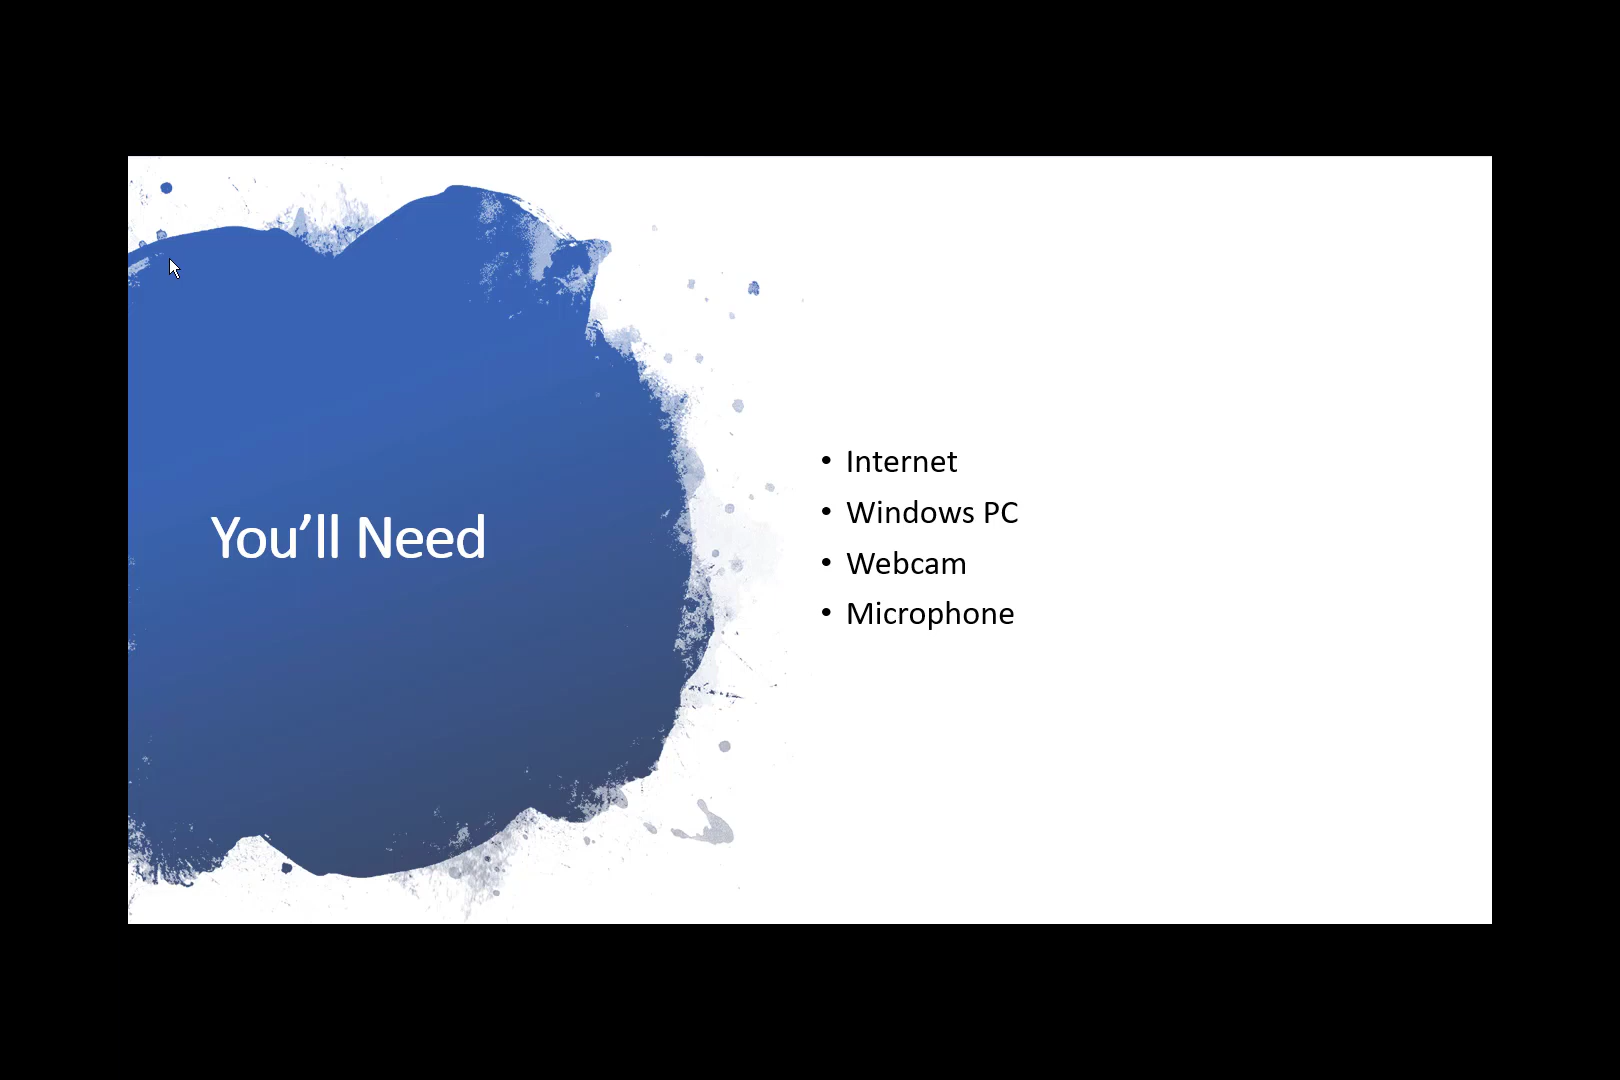 You’ll Need
• Internet
• Windows PC
• Webcam
• Microphone